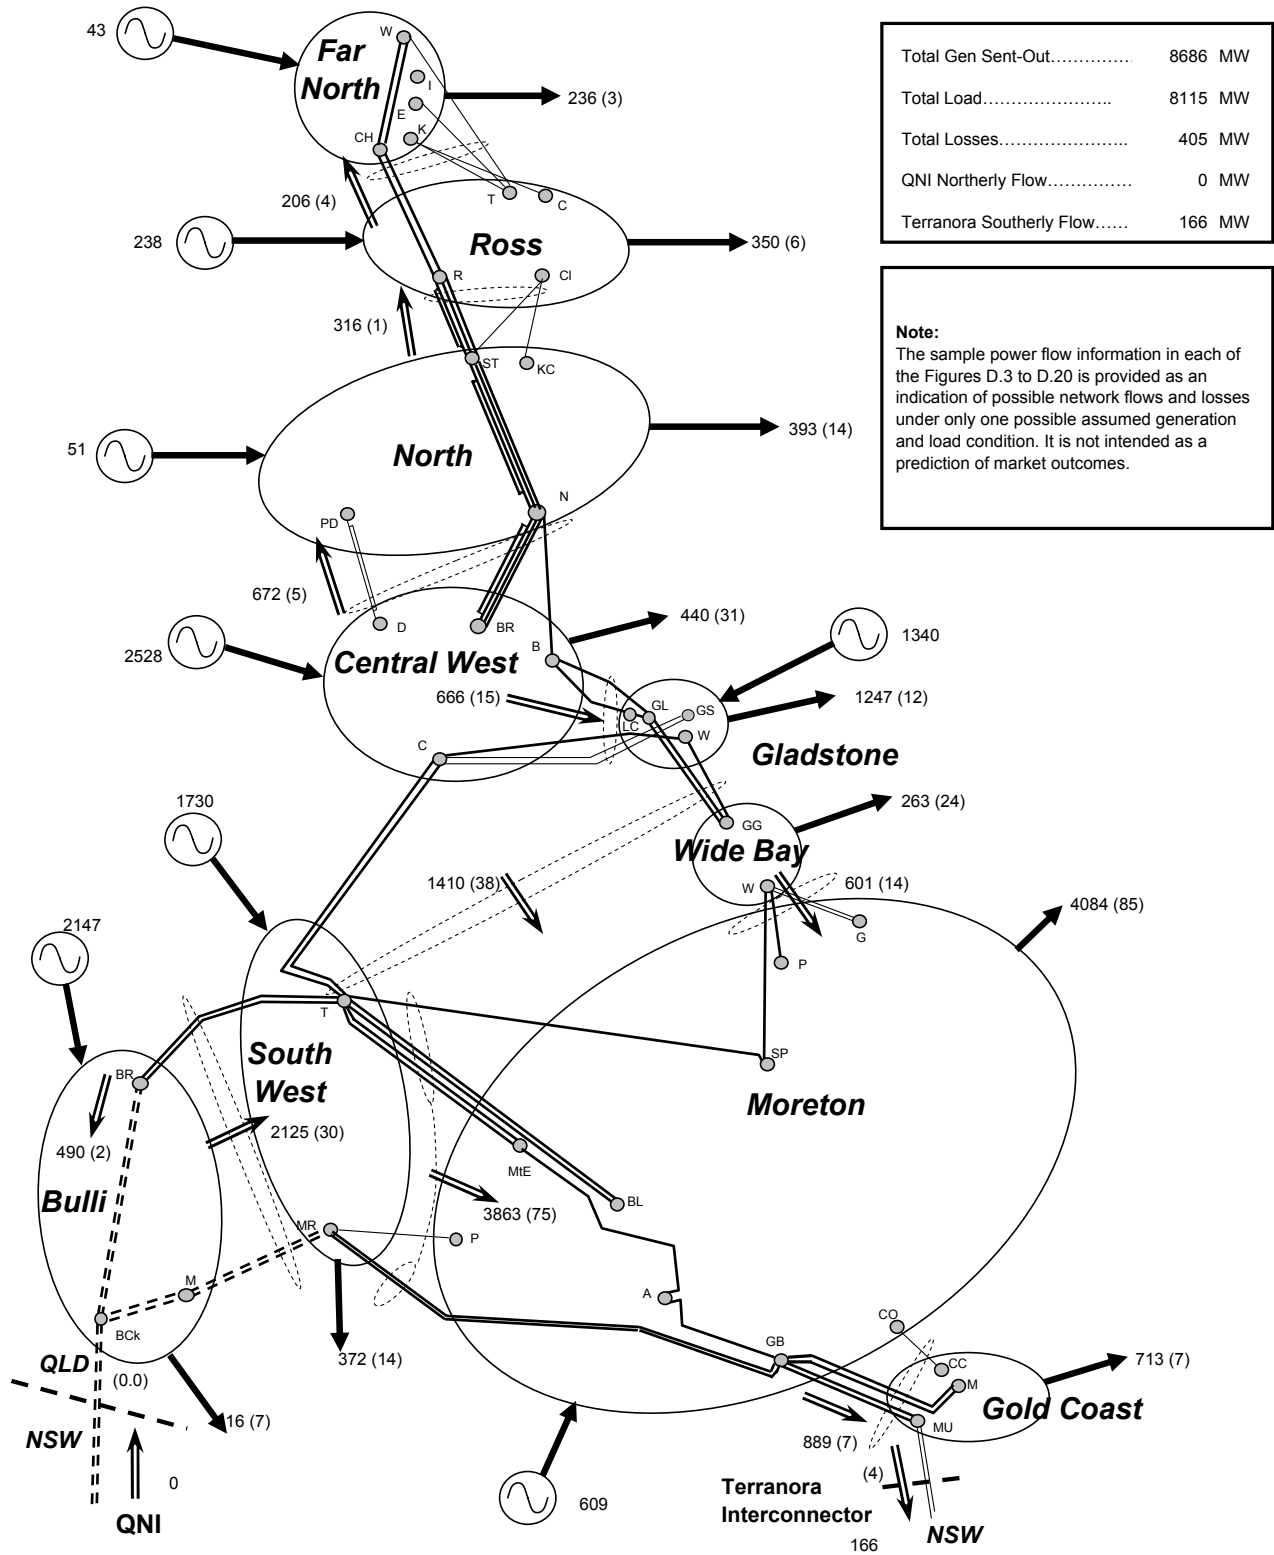 43
Far
North
W
I
E
K
CH
236 (3)
Total Gen Sent-Out............... 8686 MW
Total Load........................ 8115 MW
Total Losses....................... 405 MW
QNI Northerly Flow............... 0 MW
Terranora Southerly Flow...... 166 MW
206 (4)
T
C
238
Ross
350 (6)
R
CI
316 (1)
Note:
The sample power flow information in each of
the Figures D.3 to D.20 is provided as an
indication of possible network flows and losses
under only one possible assumed generation
and load condition. It is not intended as a
prediction of market outcomes.
ST
KC
51
North
393 (14)
N
PD
672 (5)
D
BR
440 (31)
1340
2528
Central West
B
666 (15)
GL
GS
LC
W
1247 (12)
C
Gladstone
1730
263 (24)
GG
Wide Bay
1410 (38)
W
601 (14)
4084 (85)
G
P
2147
T
SP
South
West
Moreton
BR
490 (2)
2125 (30)
MtE
BL
Bulli
3863 (75)
MR
P
M
A
BCk
CO
QLD
(0.0)
372 (14)
GB
CC
M
713 (7)
16 (7)
Gold Coast
MU
NSW
889 (7)
(4)
0
609
Terranora
Interconnector
QNI
166
NSW